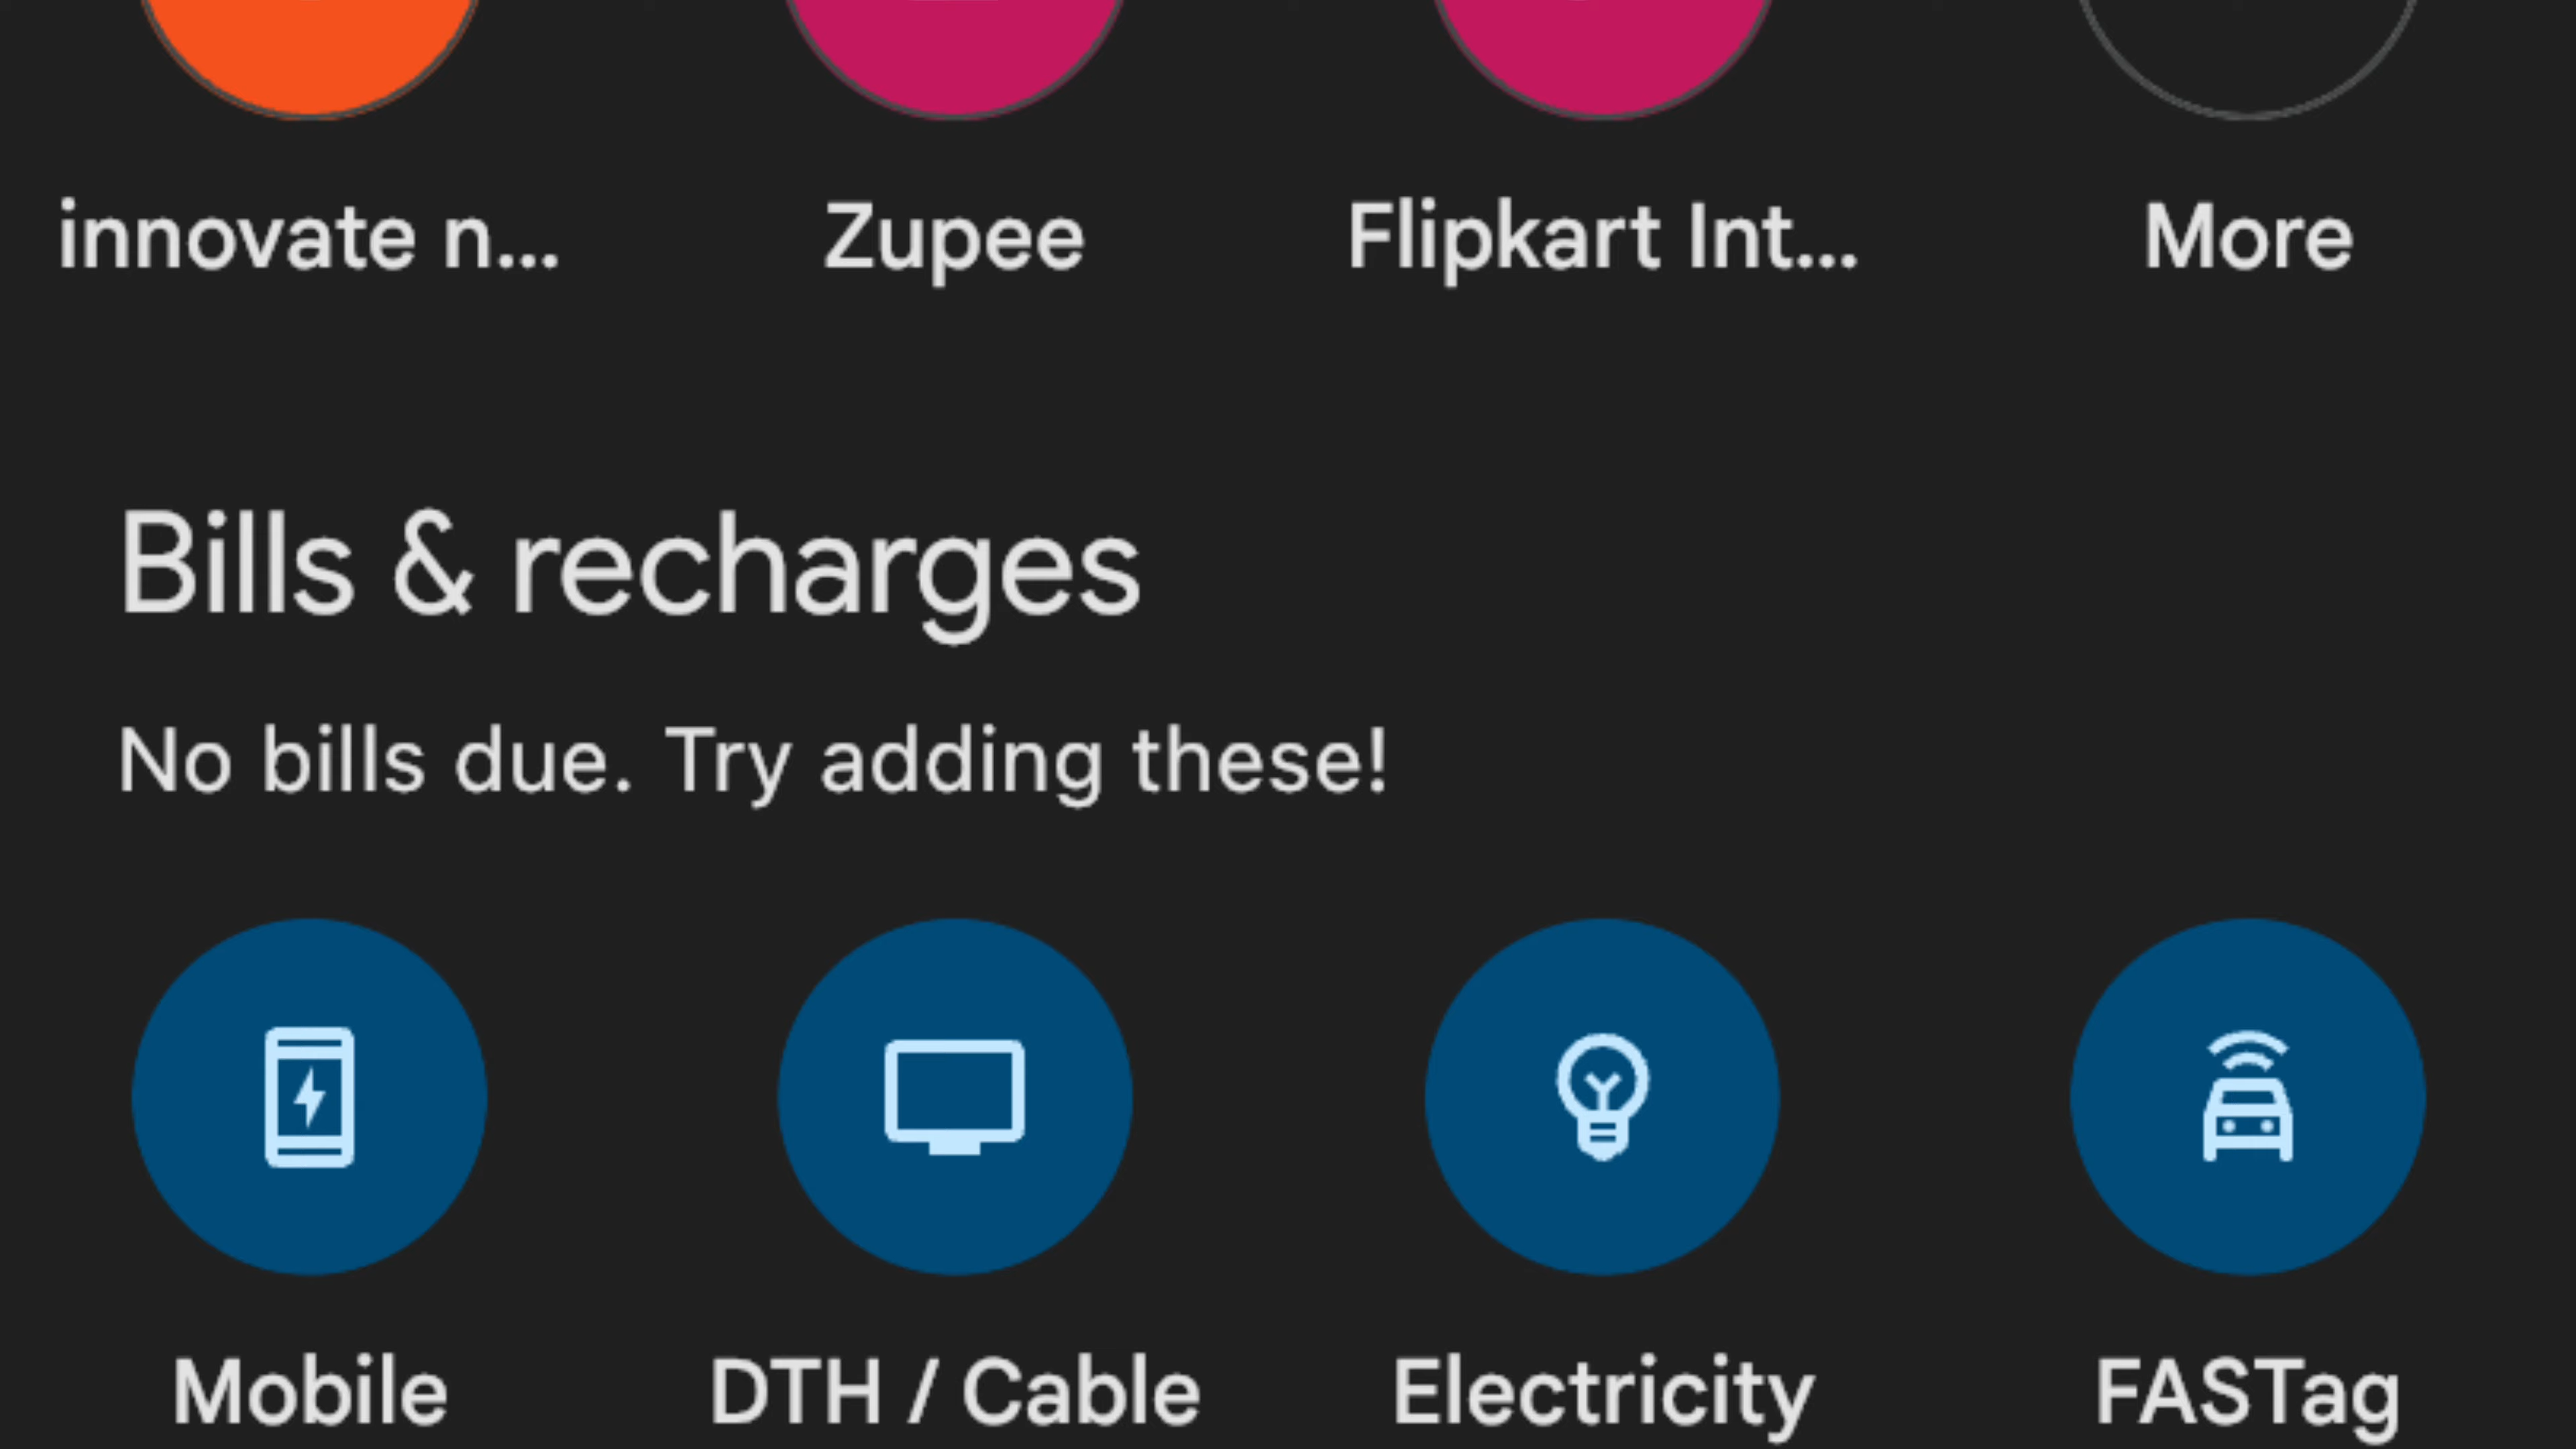 innovate n... Zupee Flipkart Int... More
Bills & recharges
No bills due. Try adding these!
Mobile DTH / Cable Electricity FASTag